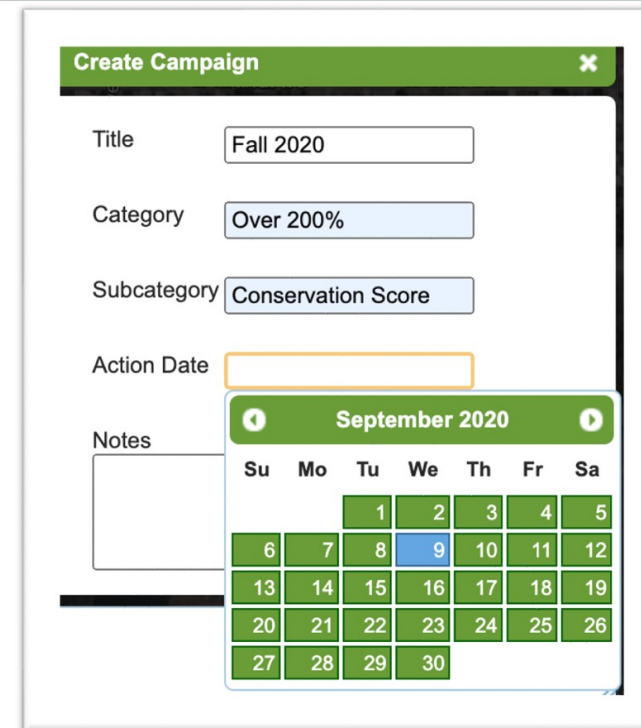 Create Campaign
Title Fall 2020
Category Over 200%
Subcategory Conservation Score
Action Date
September 2020
Notes
Su Mo Tu We Th Fr Sa
1 2 3 4 5
6 7 8 9 10 11 12
13 14 15 16 17 18 19
20 21 22 23 24 25 26
27 28 29 30